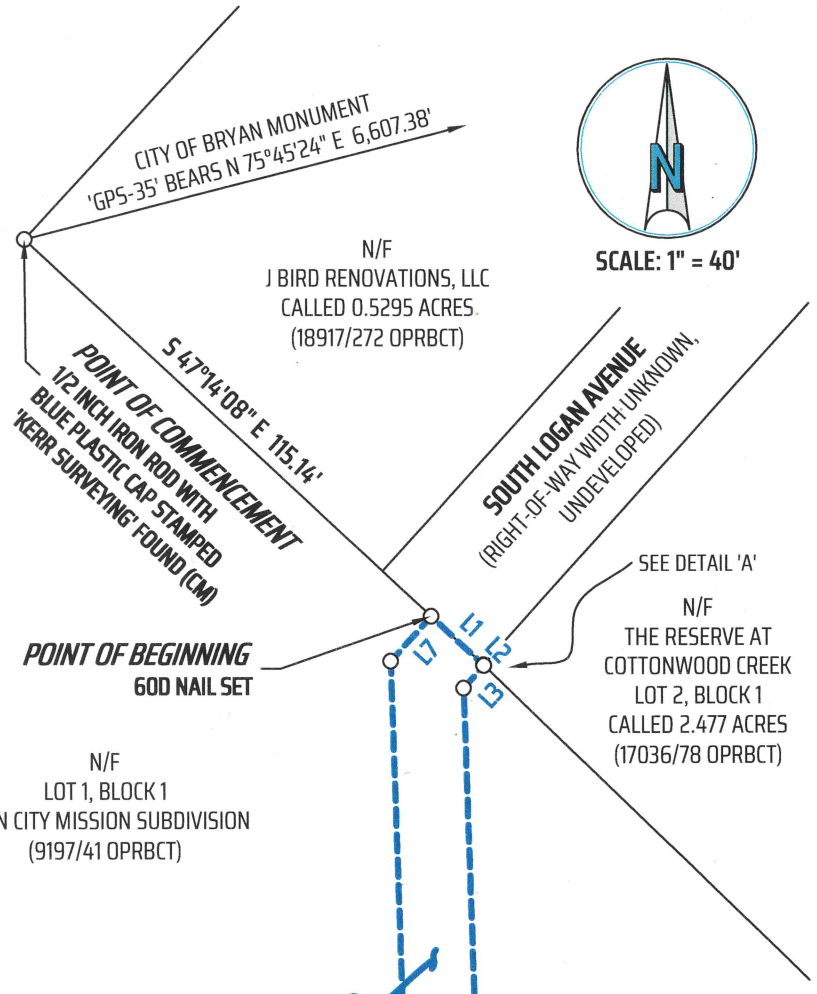 CITY OF BRYAN MONUMENT
'GPS-35' BEARS N 75°45'24" E 6,607.38'
N
SCALE: 1" = 40'
N/F
J BIRD RENOVATIONS, LLC
CALLED 0.5295 ACRES
(18917/272 OPRBCT)
S 47°14'08" E 115.14'
POINT OF COMMENCEMENT
1/2 INCH IRON ROD WITH
BLUE PLASTIC CAP STAMPED
'KERR SURVEYING' FOUND (CM)
SOUTH LOGAN AVENUE
(RIGHT-OF-WAY WIDTH UNKNOWN,
UNDEVELOPED)
SEE DETAIL 'A'
N/F
THE RESERVE AT
COTTONWOOD CREEK
LOT 2, BLOCK 1
CALLED 2.477 ACRES
(17036/78 OPRBCT)
L1
L2
L7
L3
POINT OF BEGINNING
60D NAIL SET
N/F
LOT 1, BLOCK 1
N CITY MISSION SUBDIVISION
(9197/41 OPRBCT)